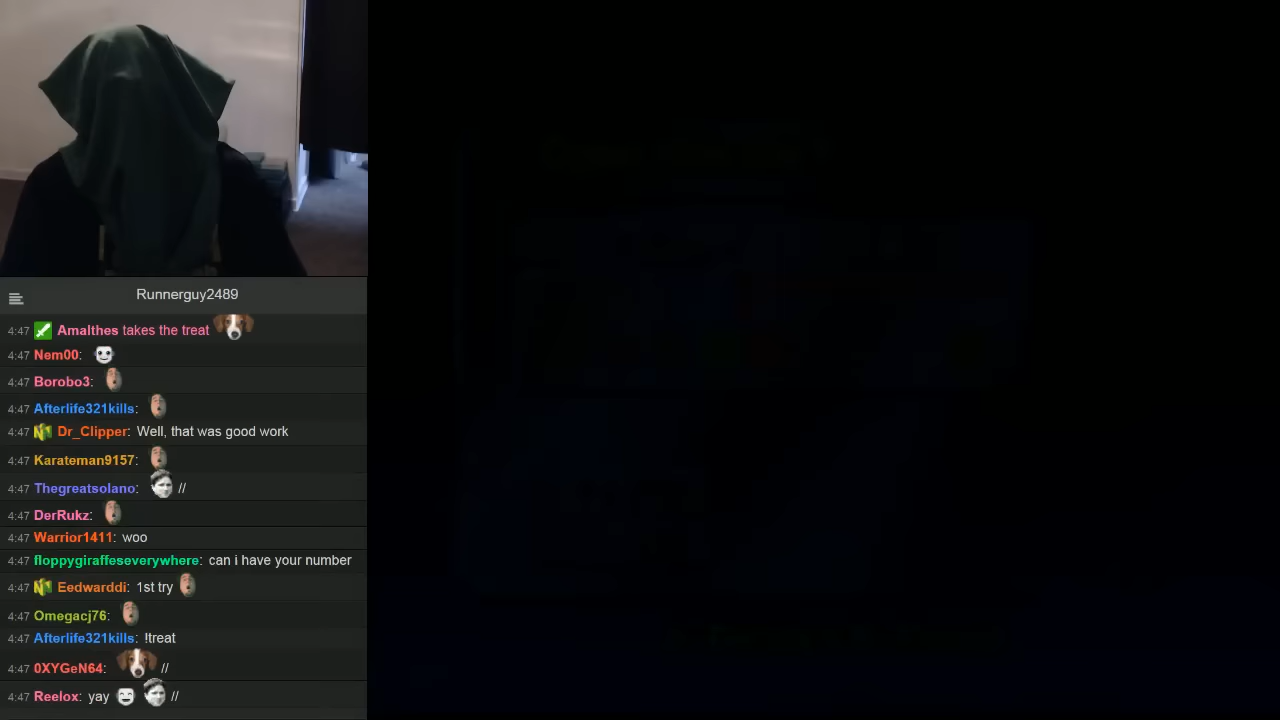 Runnerguy2489
4:47 Amalthes takes the treat
4:47 Nem00:
4:47 Borobo3:
4:47 Afterlife321kills:
4:47 Dr_Clipper: Well, that was good work
4:47 Karateman9157:
4:47 Thegreatsolano: //
4:47 DerRukz:
4:47 Warrior1411: woo
4:47 floppygiraffeseverywhere: can i have your number
4:47 Eedwarddi: 1st try
4:47 Omegacj76:
4:47 Afterlife321kills: !treat
4:47 0XYGeN64: //
4:47 Reelox: yay //